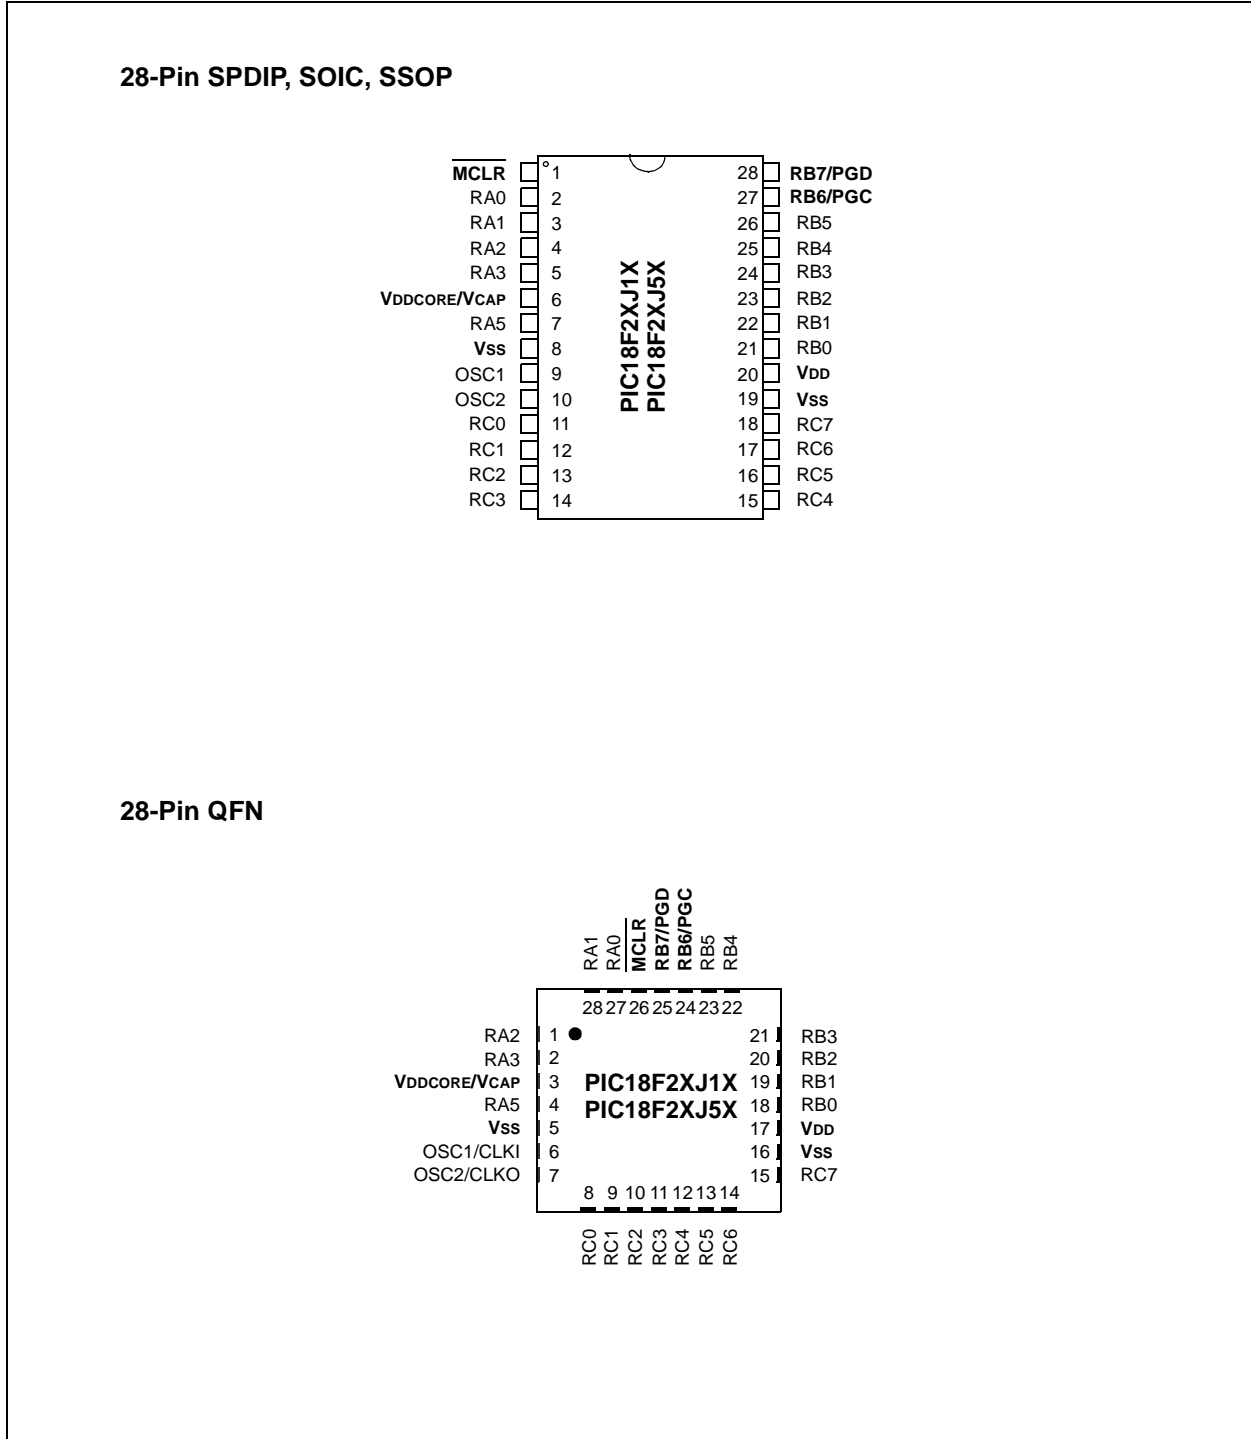 28-Pin SPDIP, SOIC, SSOP
MCLR 1 28 RB7/PGD
RA0 2 27 RB6/PGC
RA1 3 26 RB5
RA2 4 25 RB4
RA3 5 24 RB3
VDDCORE/VCAP 6 23 RB2
RA5 7 22 RB1
VSS 8 21 RB0
OSC1 9 20 VDD
OSC2 10 19 VSS
RC0 11 18 RC7
RC1 12 17 RC6
RC2 13 16 RC5
RC3 14 15 RC4
PIC18F2XJ1X
PIC18F2XJ5X
28-Pin QFN
RA1 RA0 MCLR RB7/PGD RB6/PGC RB5 RB4
28 27 26 25 24 23 22
RA2 1 21 RB3
RA3 2 20 RB2
VDDCORE/VCAP 3 PIC18F2XJ1X 19 RB1
RA5 4 PIC18F2XJ5X 18 RB0
VSS 5 17 VDD
OSC1/CLKI 6 16 VSS
OSC2/CLKO 7 15 RC7
8 9 10 11 12 13 14
RC0 RC1 RC2 RC3 RC4 RC5 RC6